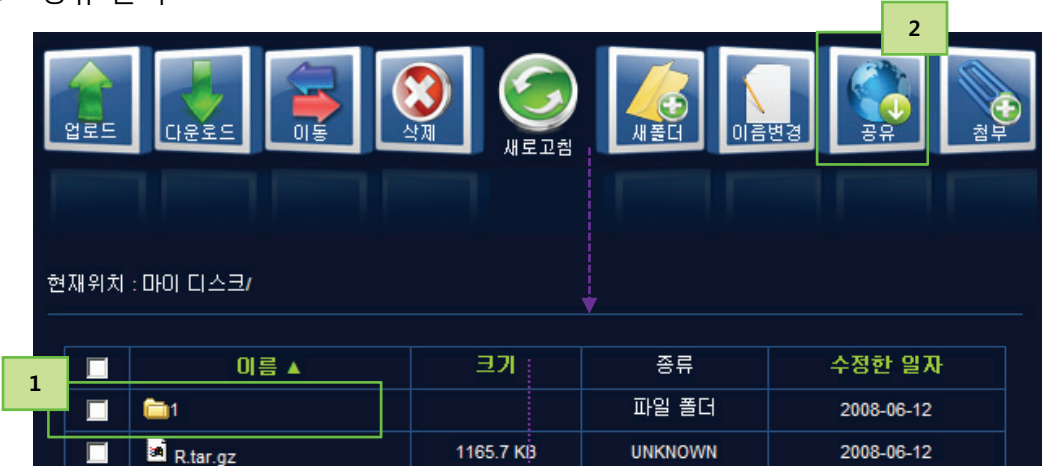 2
업로드 다운로드 이동 삭제 새로고침 새폴더 이름변경 공유 첨부
현재위치 : 마이 디스크/
이름 ▲ 크기 종류 수정한 일자
1
1 파일 폴더 2008-06-12
R.tar.gz 1165.7 KB UNKNOWN 2008-06-12